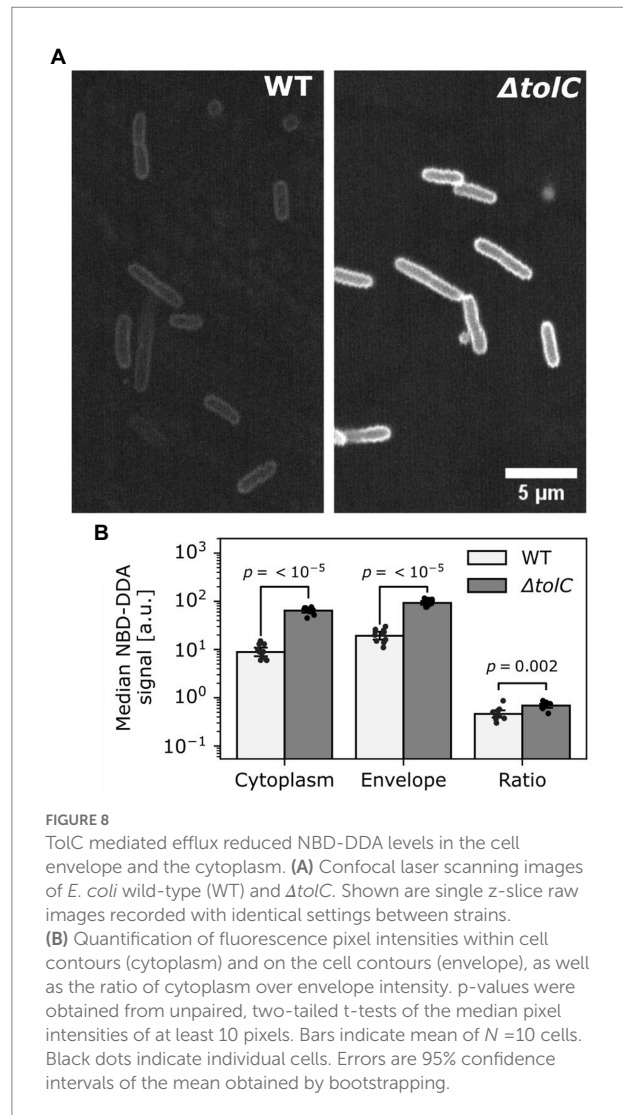 A
WT
ΔtolC
5 µm
B
10³
10²
10¹
10⁰
10⁻¹
Median NBD-DDA
signal [a.u.]
p = < 10⁻⁵
p = < 10⁻⁵
p = 0.002
WT
ΔtolC
Cytoplasm
Envelope
Ratio
FIGURE 8
TolC mediated efflux reduced NBD-DDA levels in the cell
envelope and the cytoplasm. (A) Confocal laser scanning images
of E. coli wild-type (WT) and ΔtolC. Shown are single z-slice raw
images recorded with identical settings between strains.
(B) Quantification of fluorescence pixel intensities within cell
contours (cytoplasm) and on the cell contours (envelope), as well
as the ratio of cytoplasm over envelope intensity. p-values were
obtained from unpaired, two-tailed t-tests of the median pixel
intensities of at least 10 pixels. Bars indicate mean of N =10 cells.
Black dots indicate individual cells. Errors are 95% confidence
intervals of the mean obtained by bootstrapping.